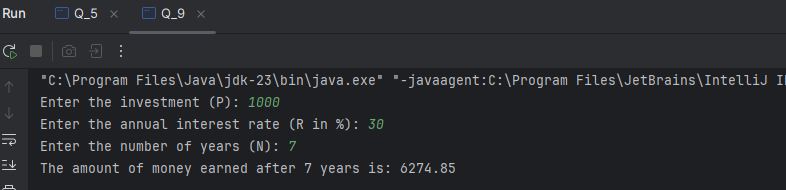 Run Q_5 Q_9
"C:\Program Files\Java\jdk-23\bin\java.exe" "-javaagent:C:\Program Files\JetBrains\IntelliJ
Enter the investment (P): 1000
Enter the annual interest rate (R in %): 30
Enter the number of years (N): 7
The amount of money earned after 7 years is: 6274.85